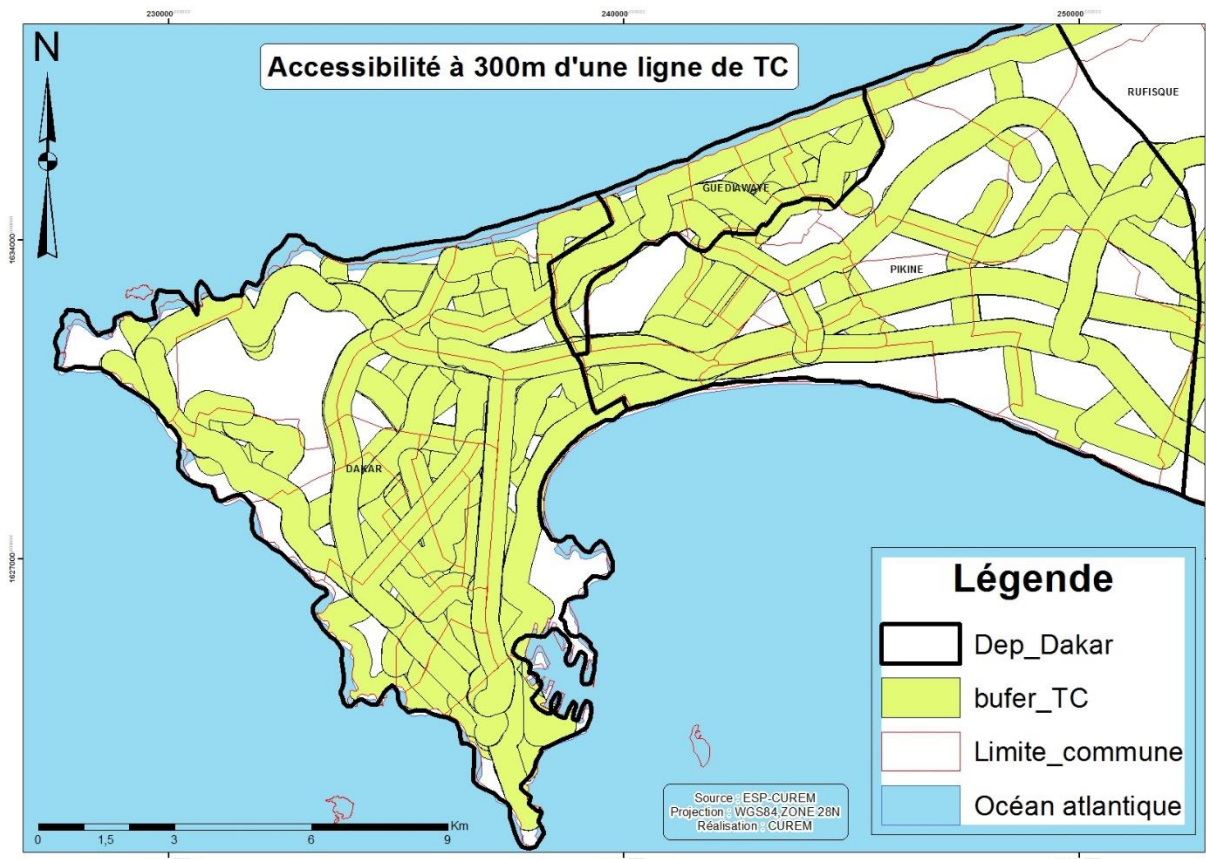 230000
240000
250000
N
Accessibilité à 300m d'une ligne de TC
RUFISQUE
GUEDIAWAYE
1634000
PIKINE
DAKAR
1627000
Légende
Dep_Dakar
bufer_TC
Limite_commune
Océan atlantique
Source : ESP-CUREM
Projection : WGS84,ZONE 28N
Réalisation : CUREM
Km
0 1,5 3 6 9